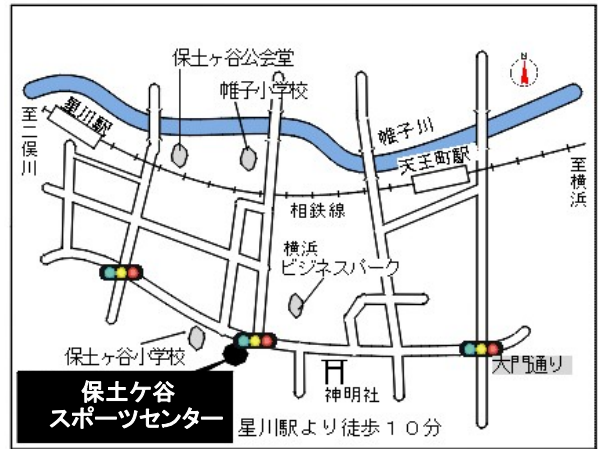 保土ヶ谷公会堂
帷子小学校
N
星川駅
至二俣川
帷子川
天王町駅
至横浜
相鉄線
横浜
ビジネスパーク
保土ヶ谷小学校
大門通り
神明社
保土ケ谷
スポーツセンター
星川駅より徒歩１０分